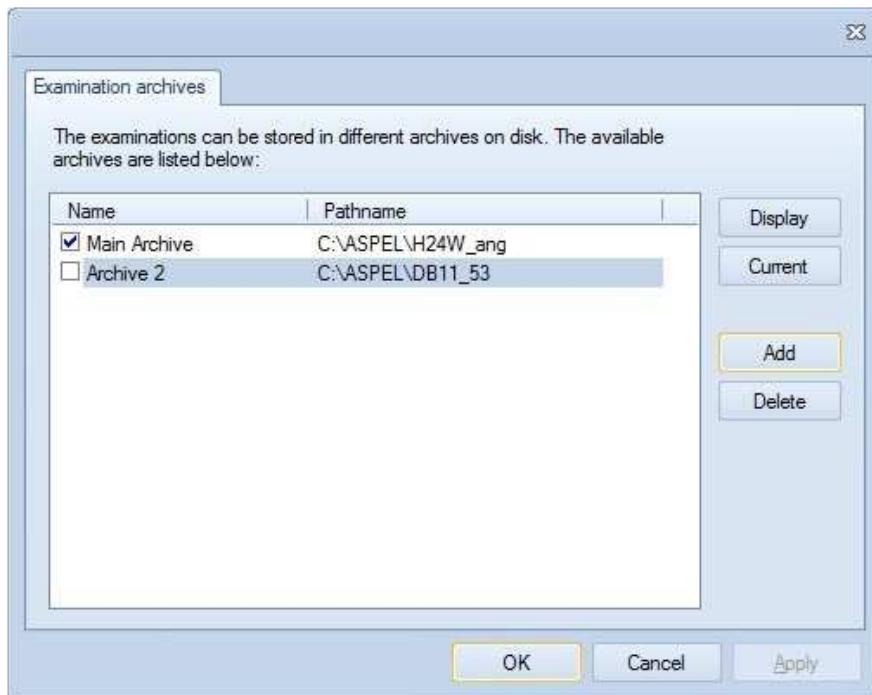 Examination archives
The examinations can be stored in different archives on disk. The available
archives are listed below:
Name Pathname
Main Archive C:\ASPEL\H24W_ang
Archive 2 C:\ASPEL\DB11_53
Display
Current
Add
Delete
OK Cancel Apply